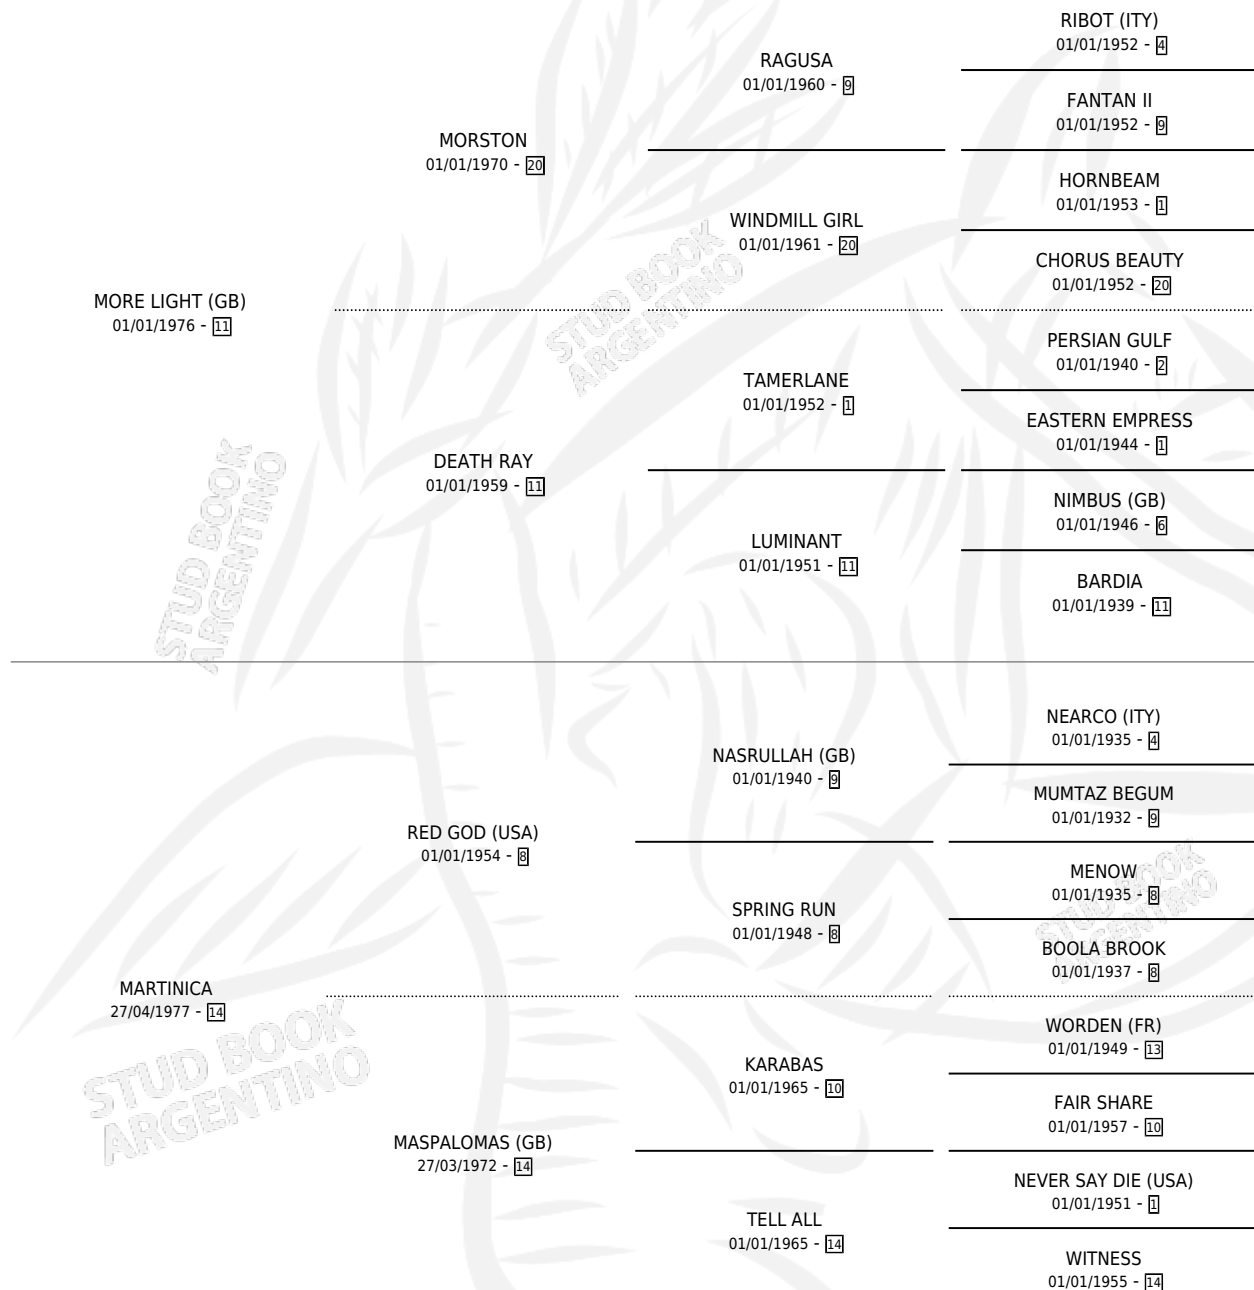 MORE LIGHT (GB)
01/01/1976 - 11
MORSTON
01/01/1970 - 20
DEATH RAY
01/01/1959 - 11
RAGUSA
01/01/1960 - 9
WINDMILL GIRL
01/01/1961 - 20
TAMERLANE
01/01/1952 - 1
LUMINANT
01/01/1951 - 11
RIBOT (ITY)
01/01/1952 - 4
FANTAN II
01/01/1952 - 9
HORNBEAM
01/01/1953 - 1
CHORUS BEAUTY
01/01/1952 - 20
PERSIAN GULF
01/01/1940 - 2
EASTERN EMPRESS
01/01/1944 - 1
NIMBUS (GB)
01/01/1946 - 6
BARDIA
01/01/1939 - 11
MARTINICA
27/04/1977 - 14
RED GOD (USA)
01/01/1954 - 8
MASPALOMAS (GB)
27/03/1972 - 14
NASRULLAH (GB)
01/01/1940 - 9
SPRING RUN
01/01/1948 - 8
KARABAS
01/01/1965 - 10
TELL ALL
01/01/1965 - 14
NEARCO (ITY)
01/01/1935 - 4
MUMTAZ BEGUM
01/01/1932 - 9
MENOW
01/01/1935 - 8
BOOLA BROOK
01/01/1937 - 8
WORDEN (FR)
01/01/1949 - 13
FAIR SHARE
01/01/1957 - 10
NEVER SAY DIE (USA)
01/01/1951 - 1
WITNESS
01/01/1955 - 14
STUD BOOK
ARGENTINO
STUD BOOK
ARGENTINO
STUD BOOK
ARGENTINO
STUD BOOK
ARGENTINO